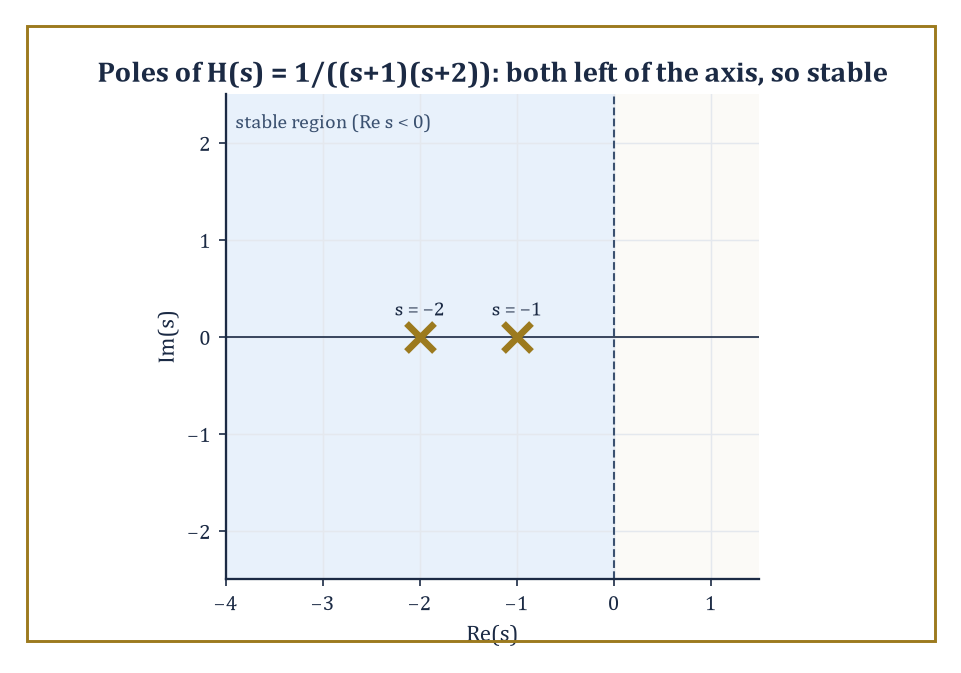 Poles of H(s) = 1/((s+1)(s+2)): both left of the axis, so stable
stable region (Re s < 0)
2
1
0
−1
−2
Im(s)
s = −2
s = −1
−4
−3
−2
−1
0
1
Re(s)